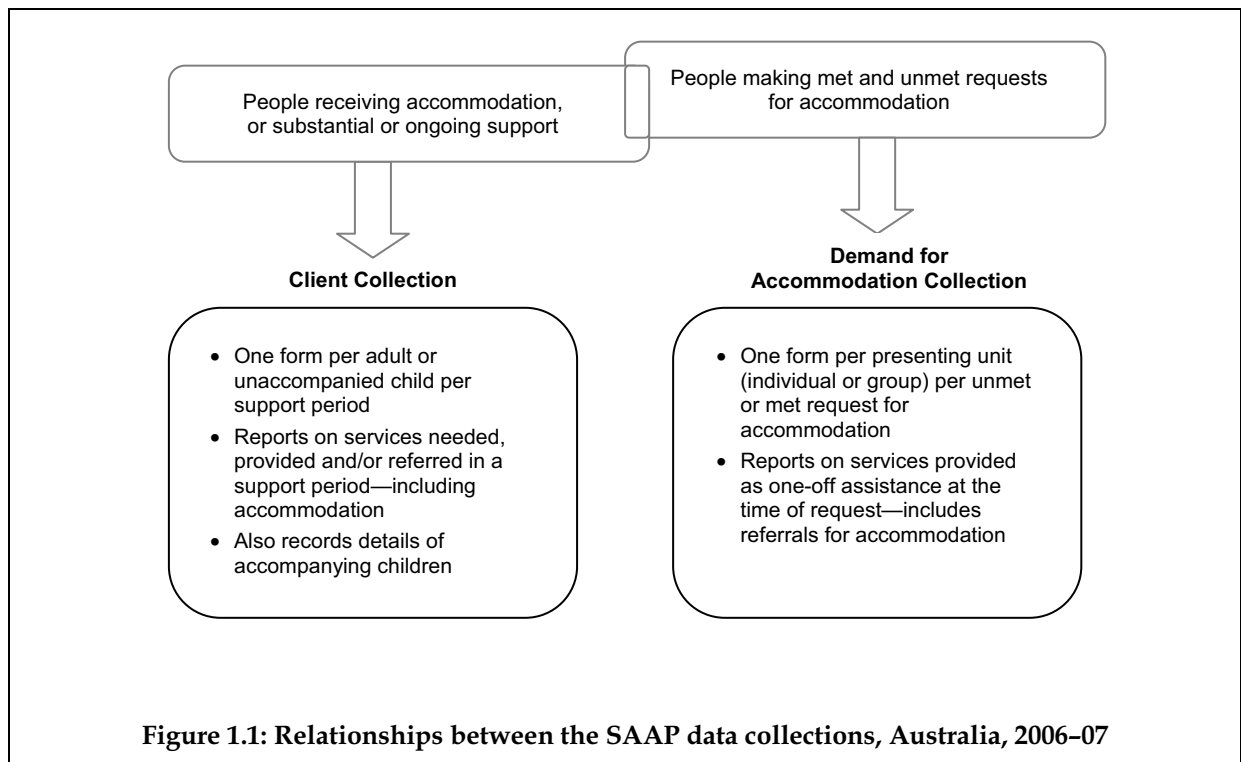 People receiving accommodation,
or substantial or ongoing support
People making met and unmet requests
for accommodation
Client Collection
• One form per adult or
unaccompanied child per
support period
• Reports on services needed,
provided and/or referred in a
support period—including
accommodation
• Also records details of
accompanying children
Demand for
Accommodation Collection
• One form per presenting unit
(individual or group) per unmet
or met request for
accommodation
• Reports on services provided
as one-off assistance at the
time of request—includes
referrals for accommodation
Figure 1.1: Relationships between the SAAP data collections, Australia, 2006–07